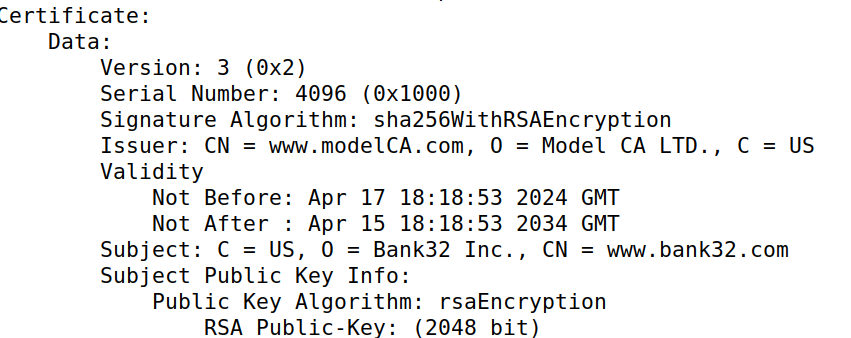 Certificate:
    Data:
        Version: 3 (0x2)
        Serial Number: 4096 (0x1000)
        Signature Algorithm: sha256WithRSAEncryption
        Issuer: CN = www.modelCA.com, O = Model CA LTD., C = US
        Validity
            Not Before: Apr 17 18:18:53 2024 GMT
            Not After : Apr 15 18:18:53 2034 GMT
        Subject: C = US, O = Bank32 Inc., CN = www.bank32.com
        Subject Public Key Info:
            Public Key Algorithm: rsaEncryption
                RSA Public-Key: (2048 bit)